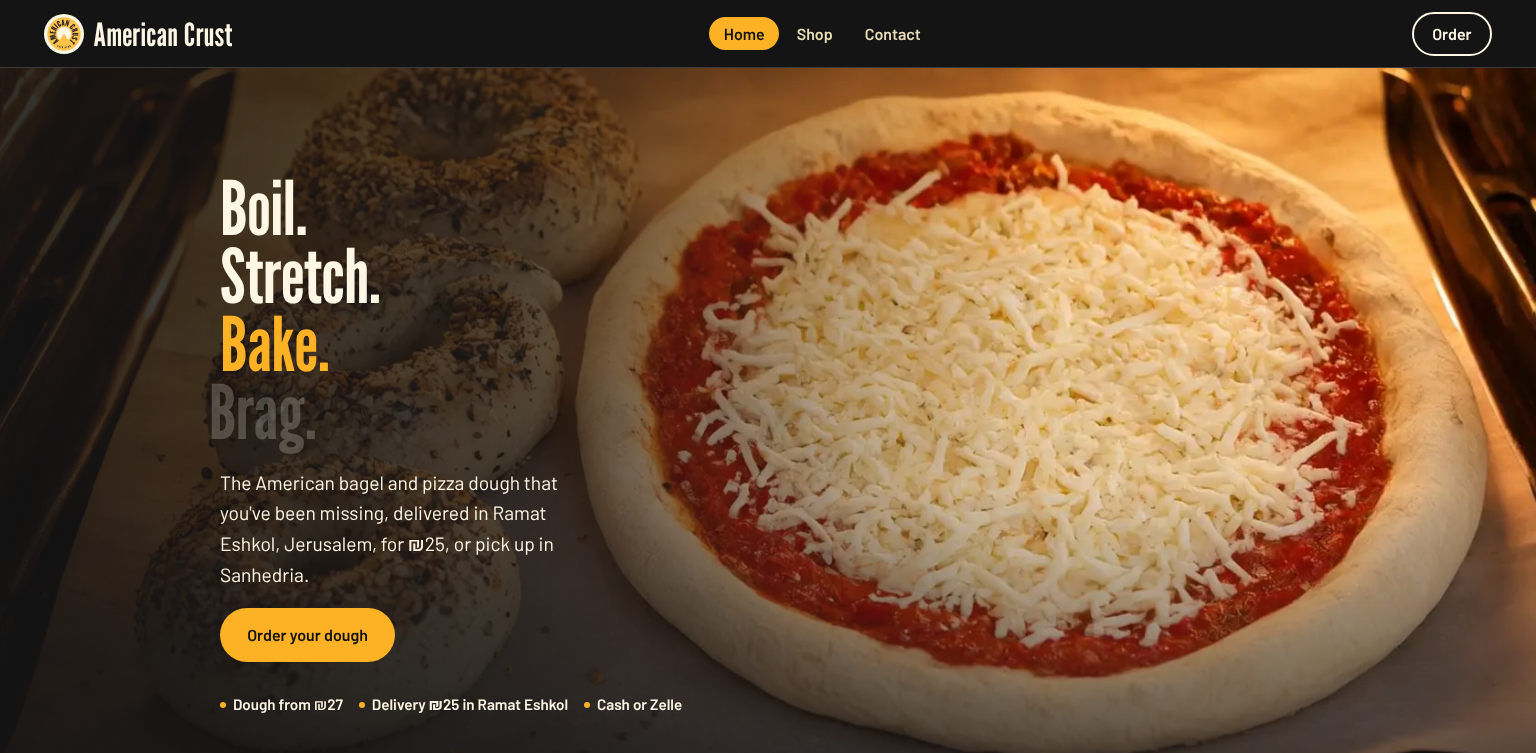 AMERICAN CRUST
American Crust
Home
Shop
Contact
Order
Boil.
Stretch.
Bake.
Brag.
The American bagel and pizza dough that
you've been missing, delivered in Ramat
Eshkol, Jerusalem, for ₪25, or pick up in
Sanhedria.
Order your dough
Dough from ₪27
Delivery ₪25 in Ramat Eshkol
Cash or Zelle